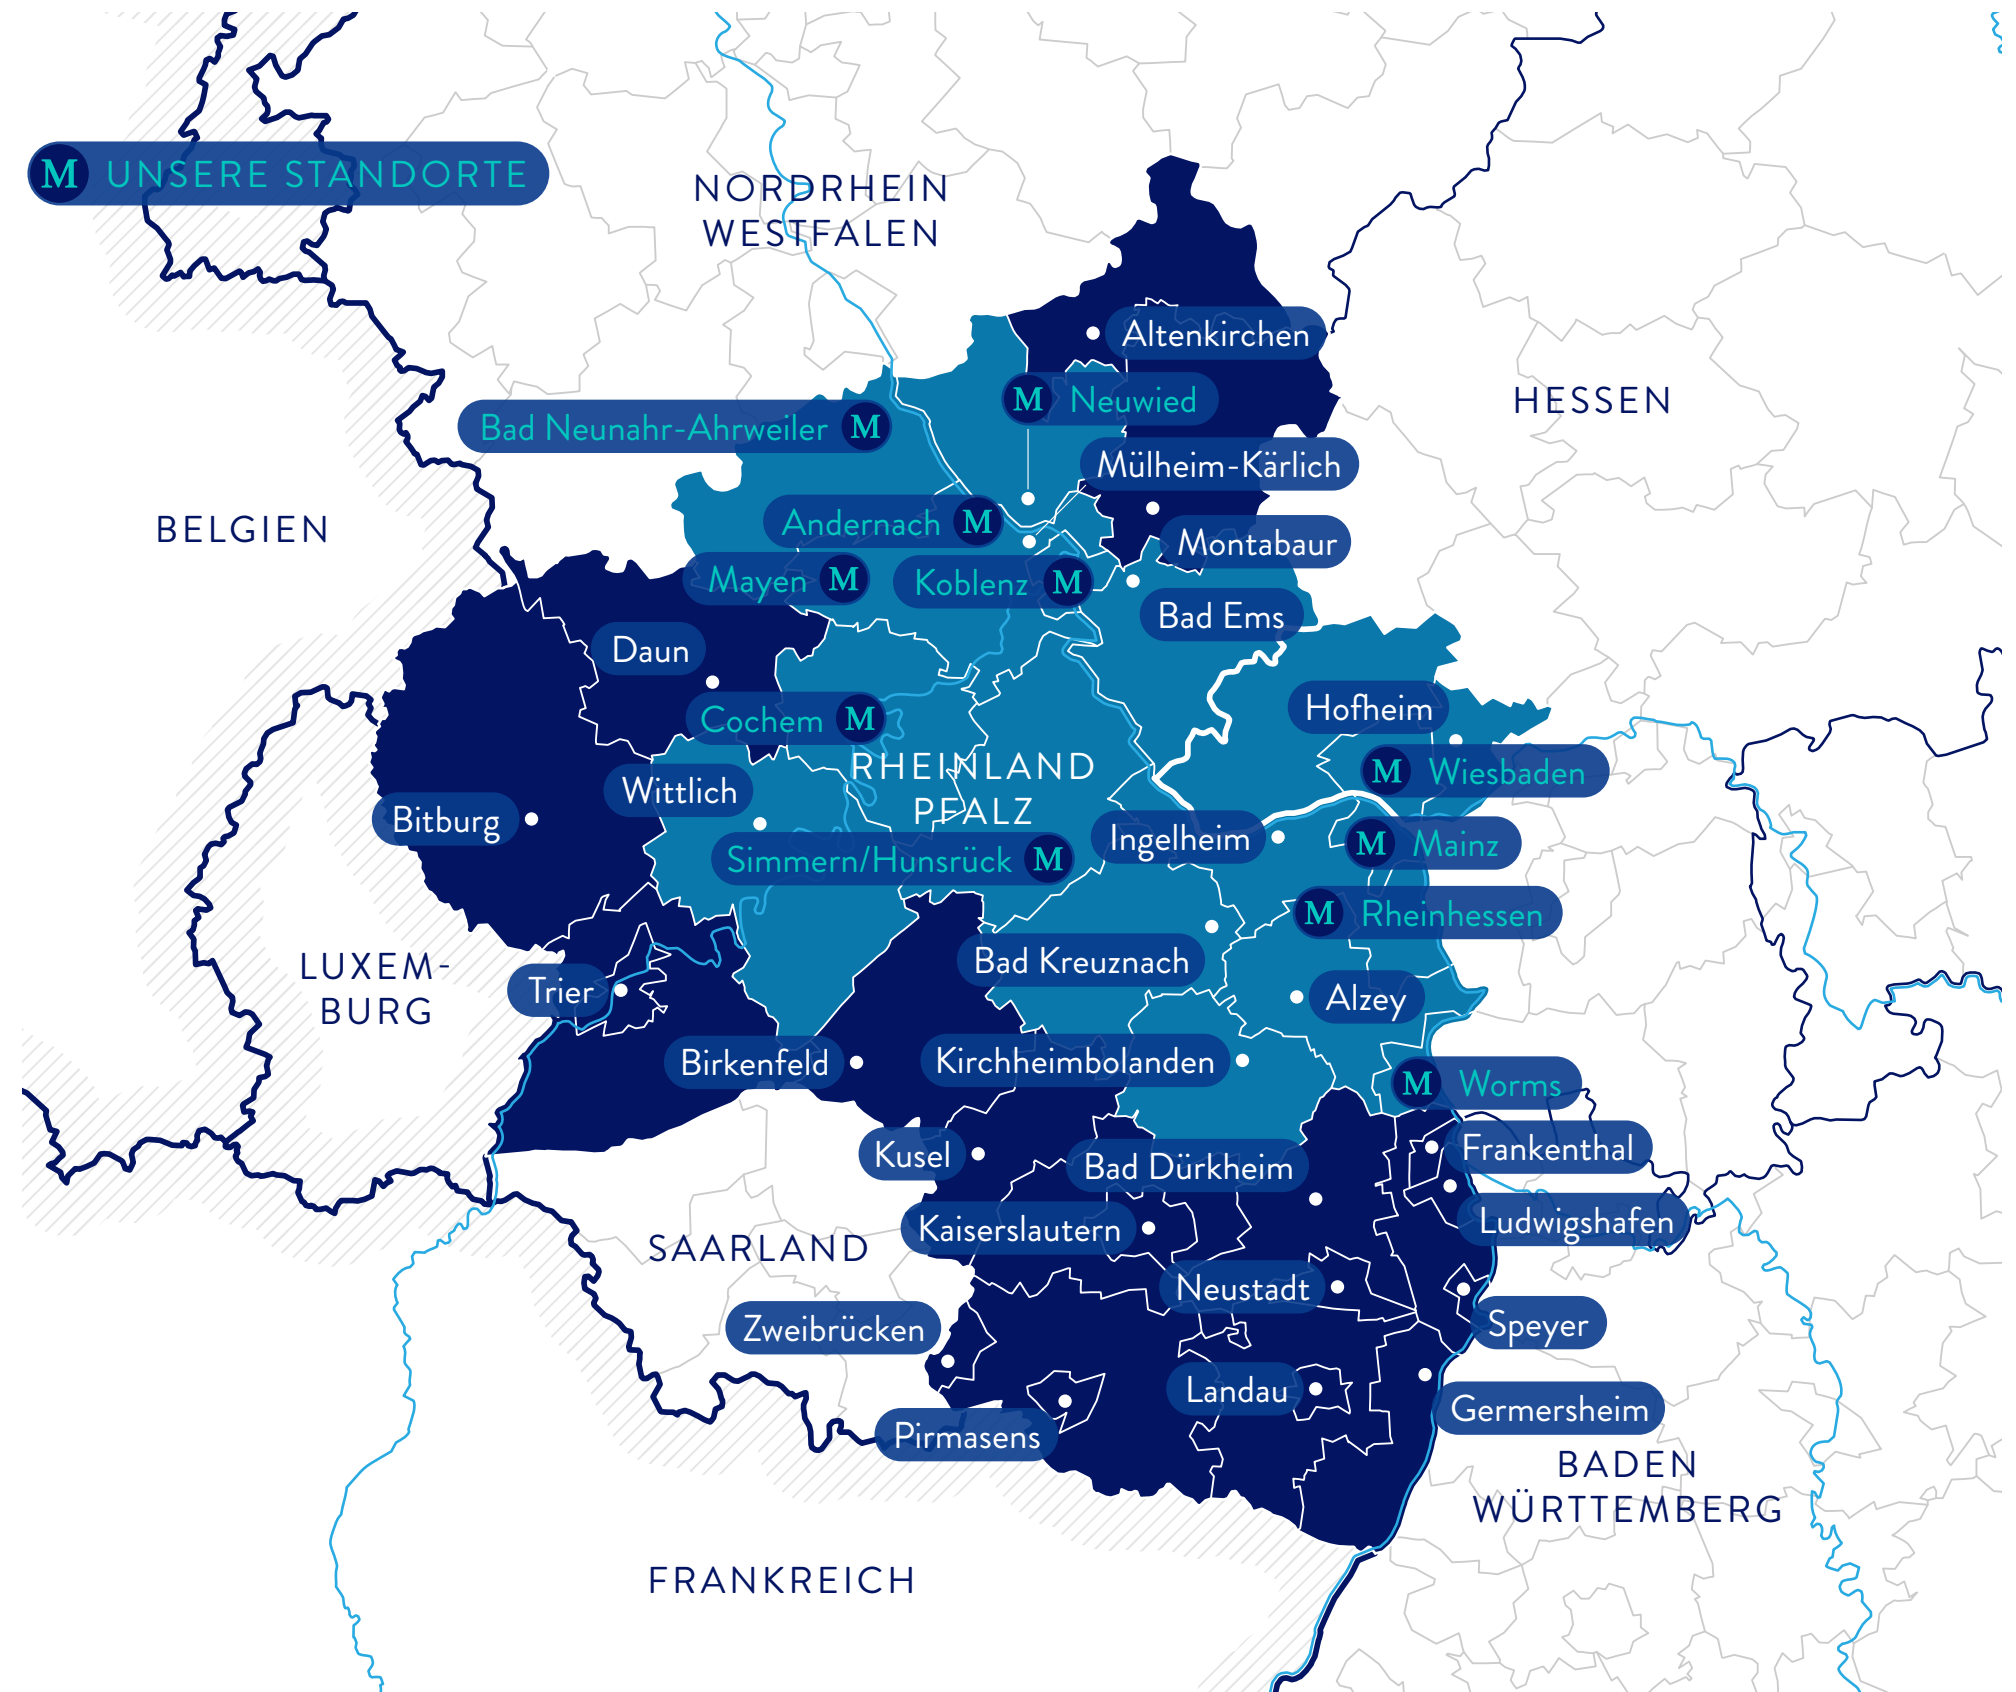 M UNSERE STANDORTE
NORDRHEIN
WESTFALEN
Altenkirchen
M Neuwied
HESSEN
Bad Neunahr-Ahrweiler M
Mülheim-Kärlich
Andernach M
BELGIEN
Montabaur
Mayen M
Koblenz M
Bad Ems
Daun
Hofheim
Cochem M
RHEINLAND
PFALZ
M Wiesbaden
Wittlich
Bitburg
Ingelheim
M Mainz
Simmern/Hunsrück M
M Rheinhessen
Bad Kreuznach
LUXEM-
BURG
Trier
Alzey
Birkenfeld
Kirchheimbolanden
M Worms
Kusel
Bad Dürkheim
Frankenthal
Kaiserslautern
Ludwigshafen
SAARLAND
Neustadt
Zweibrücken
Speyer
Landau
Germersheim
Pirmasens
BADEN
WÜRTTEMBERG
FRANKREICH